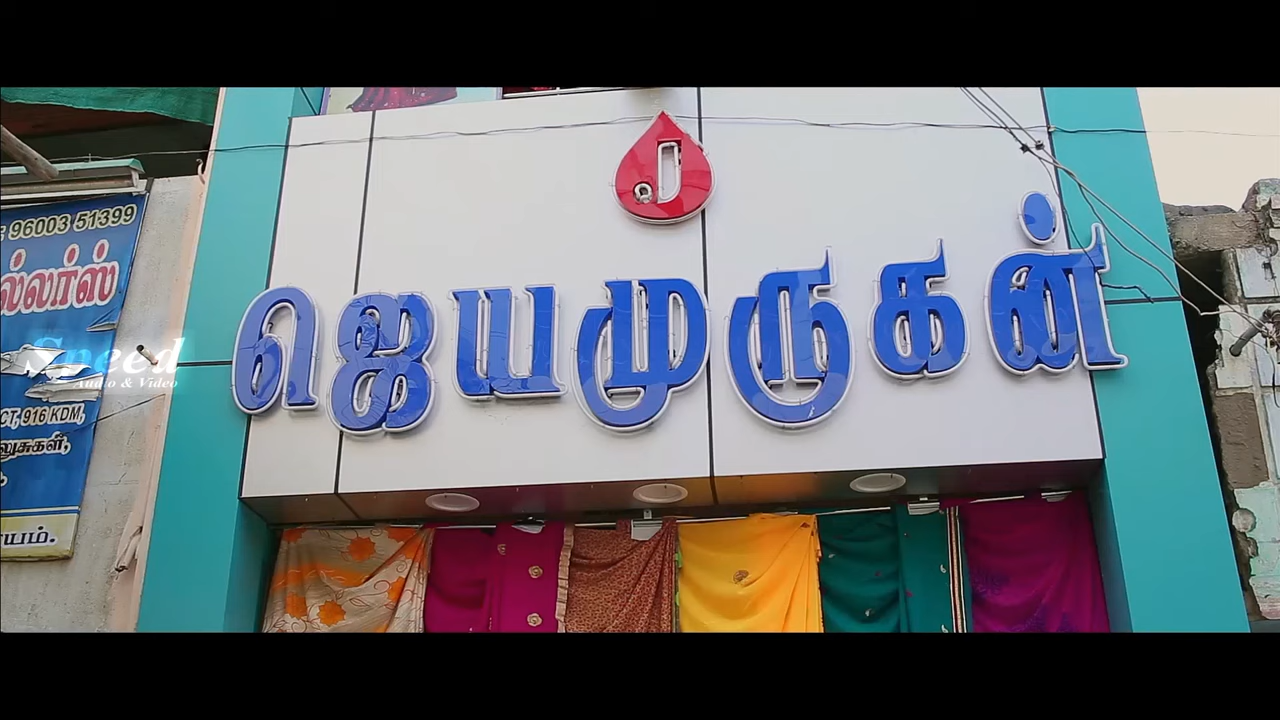 96003 51399
ல்லர்ஸ்
Speed
Audio & Video
CT, 916 KDM,
லுசுகள்,
யம்.
ஜெயமுருகன்